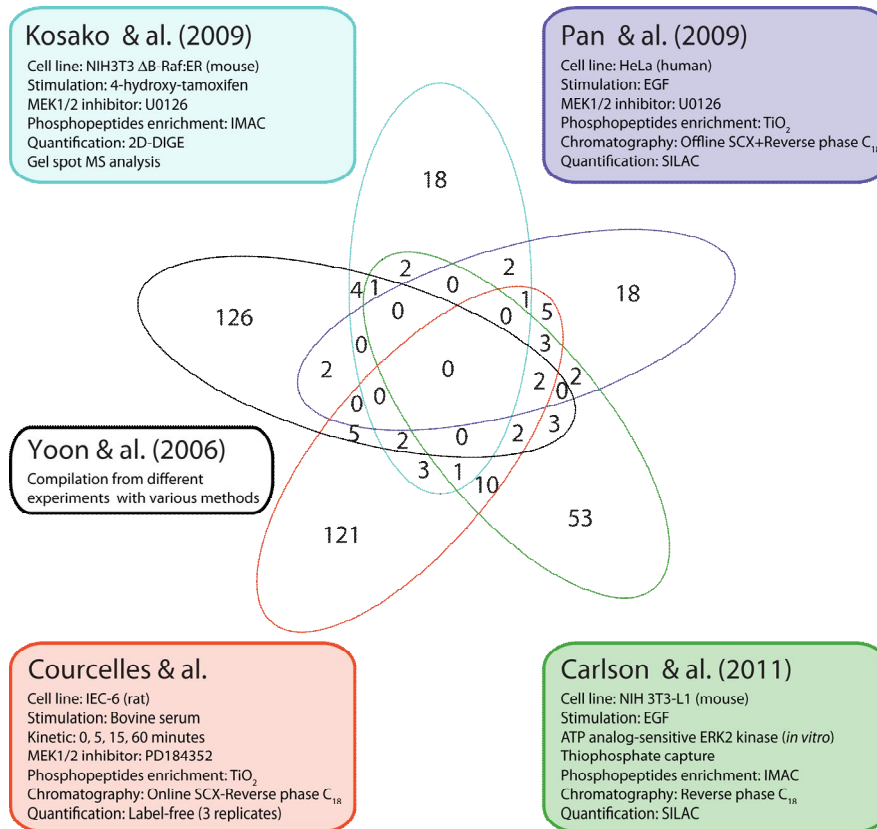 Kosako & al. (2009)
Cell line: NIH3T3 ΔB-Raf:ER (mouse)
Stimulation: 4-hydroxy-tamoxifen
MEK1/2 inhibitor: U0126
Phosphopeptides enrichment: IMAC
Quantification: 2D-DIGE
Gel spot MS analysis
Pan & al. (2009)
Cell line: HeLa (human)
Stimulation: EGF
MEK1/2 inhibitor: U0126
Phosphopeptides enrichment: TiO₂
Chromatography: Offline SCX+Reverse phase C₁₈
Quantification: SILAC
18
2
2
0
18
4
1
1
5
126
0
0
0
3
2
0
2
2
0
0
0
5
2
0
2
3
3
1
10
Yoon & al. (2006)
Compilation from different
experiments with various methods
121
53
Courcelles & al.
Cell line: IEC-6 (rat)
Stimulation: Bovine serum
Kinetic: 0, 5, 15, 60 minutes
MEK1/2 inhibitor: PD184352
Phosphopeptides enrichment: TiO₂
Chromatography: Online SCX-Reverse phase C₁₈
Quantification: Label-free (3 replicates)
Carlson & al. (2011)
Cell line: NIH 3T3-L1 (mouse)
Stimulation: EGF
ATP analog-sensitive ERK2 kinase (in vitro)
Thiophosphate capture
Phosphopeptides enrichment: IMAC
Chromatography: Reverse phase C₁₈
Quantification: SILAC